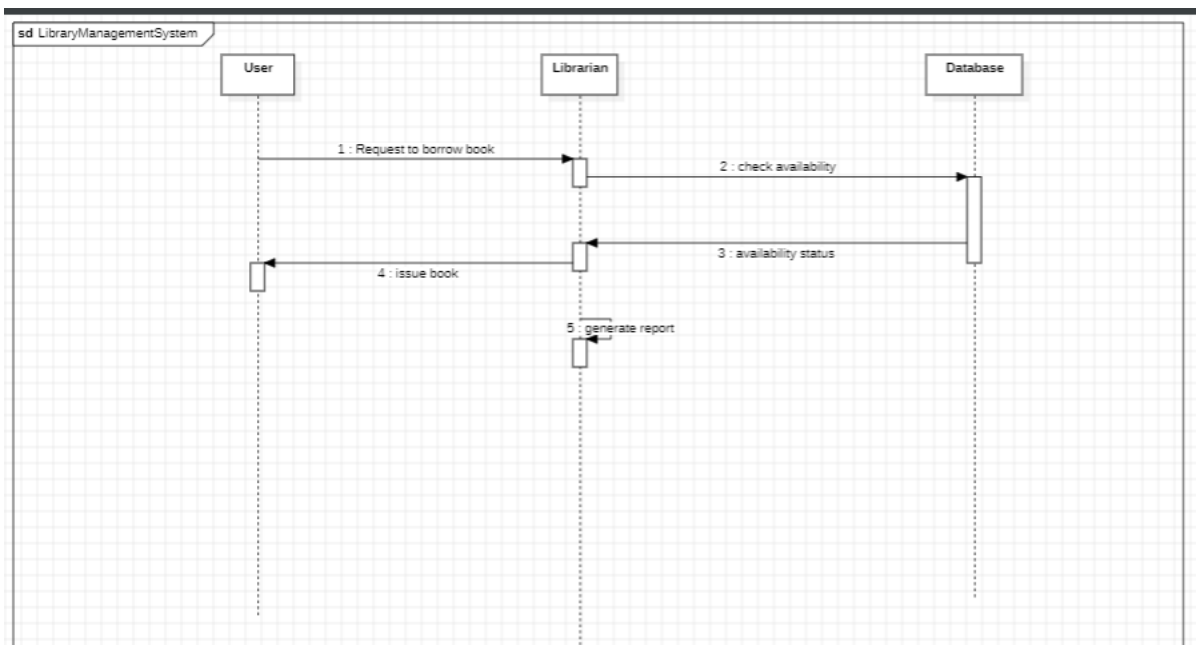 sd LibraryManagementSystem
User
Librarian
Database
1 : Request to borrow book
2 : check availability
3 : availability status
4 : issue book
5 : generate report